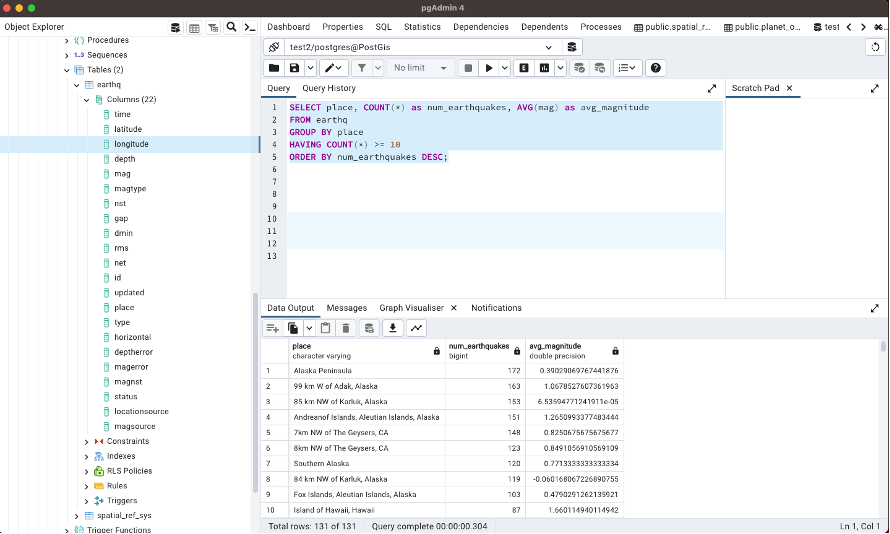 pgAdmin 4
Object Explorer
Dashboard Properties SQL Statistics Dependencies Dependents Processes public.spatial_r... public.planet_o... test
Procedures
1..3 Sequences
Tables (2)
earthq
Columns (22)
time
latitude
longitude
depth
mag
magtype
nst
gap
dmin
rms
net
id
updated
place
type
horizontal
deptherror
magerror
magnst
status
locationsource
magsource
Constraints
Indexes
RLS Policies
Rules
Triggers
spatial_ref_sys
Trigger Functions
test2/postgres@PostGis
No limit
E
Query Query History
Scratch Pad
1 SELECT place, COUNT(*) as num_earthquakes, AVG(mag) as avg_magnitude
2 FROM earthq
3 GROUP BY place
4 HAVING COUNT(*) >= 10
5 ORDER BY num_earthquakes DESC;
6
7
8
9
10
11
12
13
Data Output Messages Graph Visualiser Notifications
place num_earthquakes avg_magnitude
character varying bigint double precision
1 Alaska Peninsula 172 0.39029069767441876
2 99 km W of Adak, Alaska 163 1.0678527607361963
3 85 km NW of Karluk, Alaska 153 6.53594771241911e-05
4 Andreanof Islands, Aleutian Islands, Alaska 151 1.2650993377483444
5 7km NW of The Geysers, CA 148 0.8250675675675677
6 8km NW of The Geysers, CA 123 0.8491056910569109
7 Southern Alaska 120 0.7713333333333334
8 84 km NW of Karluk, Alaska 119 -0.060168067226890755
9 Fox Islands, Aleutian Islands, Alaska 103 0.4790291262135921
10 Island of Hawaii, Hawaii 87 1.660114940114942
Total rows: 131 of 131 Query complete 00:00:00.304 Ln 1, Col 1